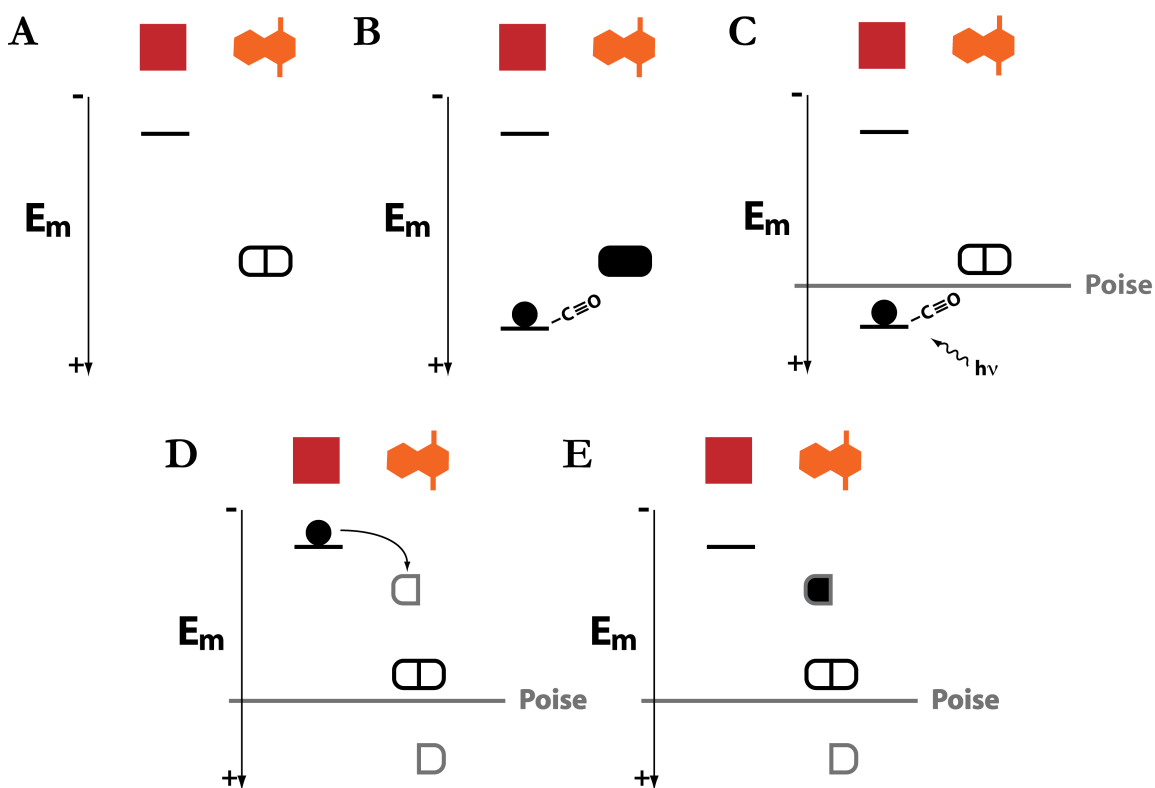 A
-
Em
+
B
-
Em
+
C≡O
C
-
Em
+
Poise
C≡O
hν
D
-
Em
+
Poise
E
-
Em
+
Poise